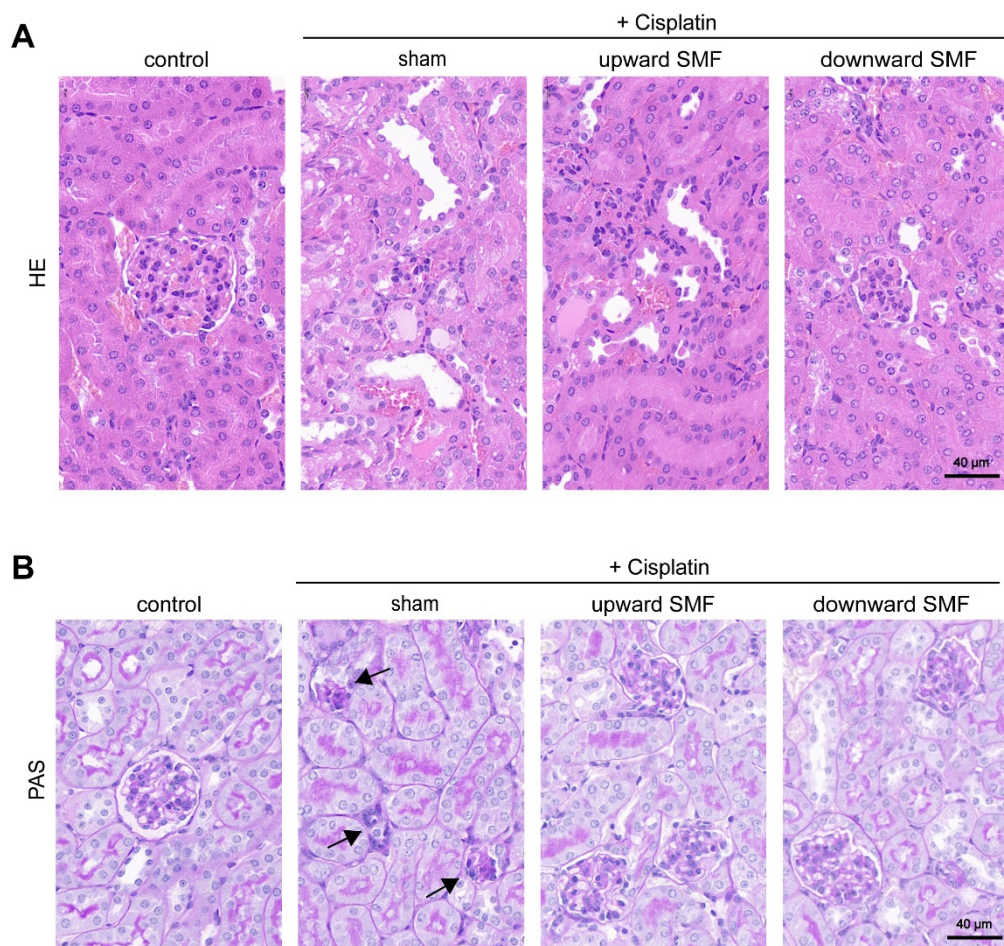 A
+ Cisplatin
control
sham
upward SMF
downward SMF
HE
40 µm
B
+ Cisplatin
control
sham
upward SMF
downward SMF
PAS
40 µm